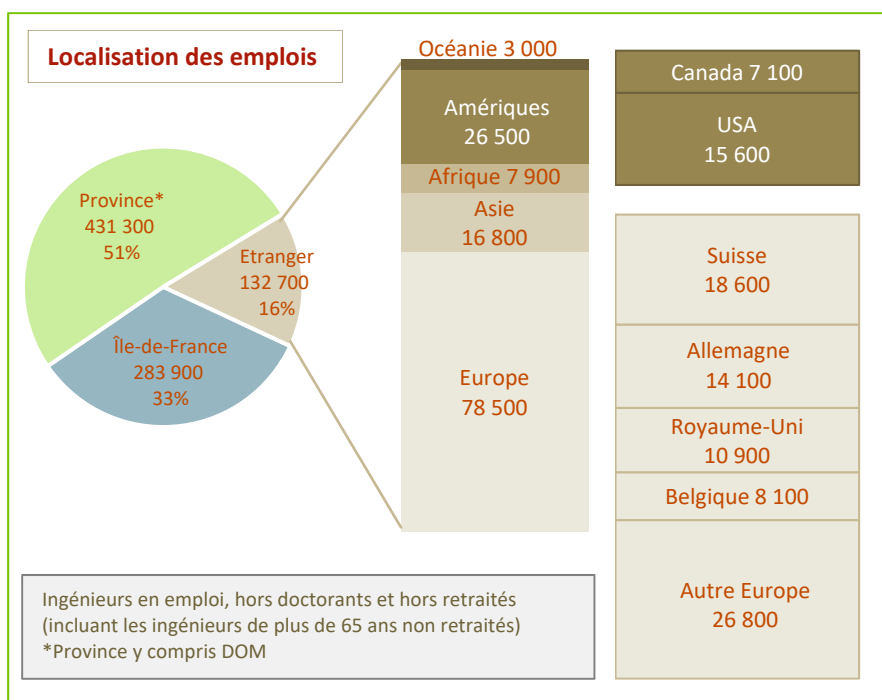 Localisation des emplois
Province*
431 300
51%
Etranger
132 700
16%
Île-de-France
283 900
33%
Océanie 3 000
Amériques
26 500
Afrique 7 900
Asie
16 800
Europe
78 500
Canada 7 100
USA
15 600
Suisse
18 600
Allemagne
14 100
Royaume-Uni
10 900
Belgique 8 100
Autre Europe
26 800
Ingénieurs en emploi, hors doctorants et hors retraités
(incluant les ingénieurs de plus de 65 ans non retraités)
*Province y compris DOM